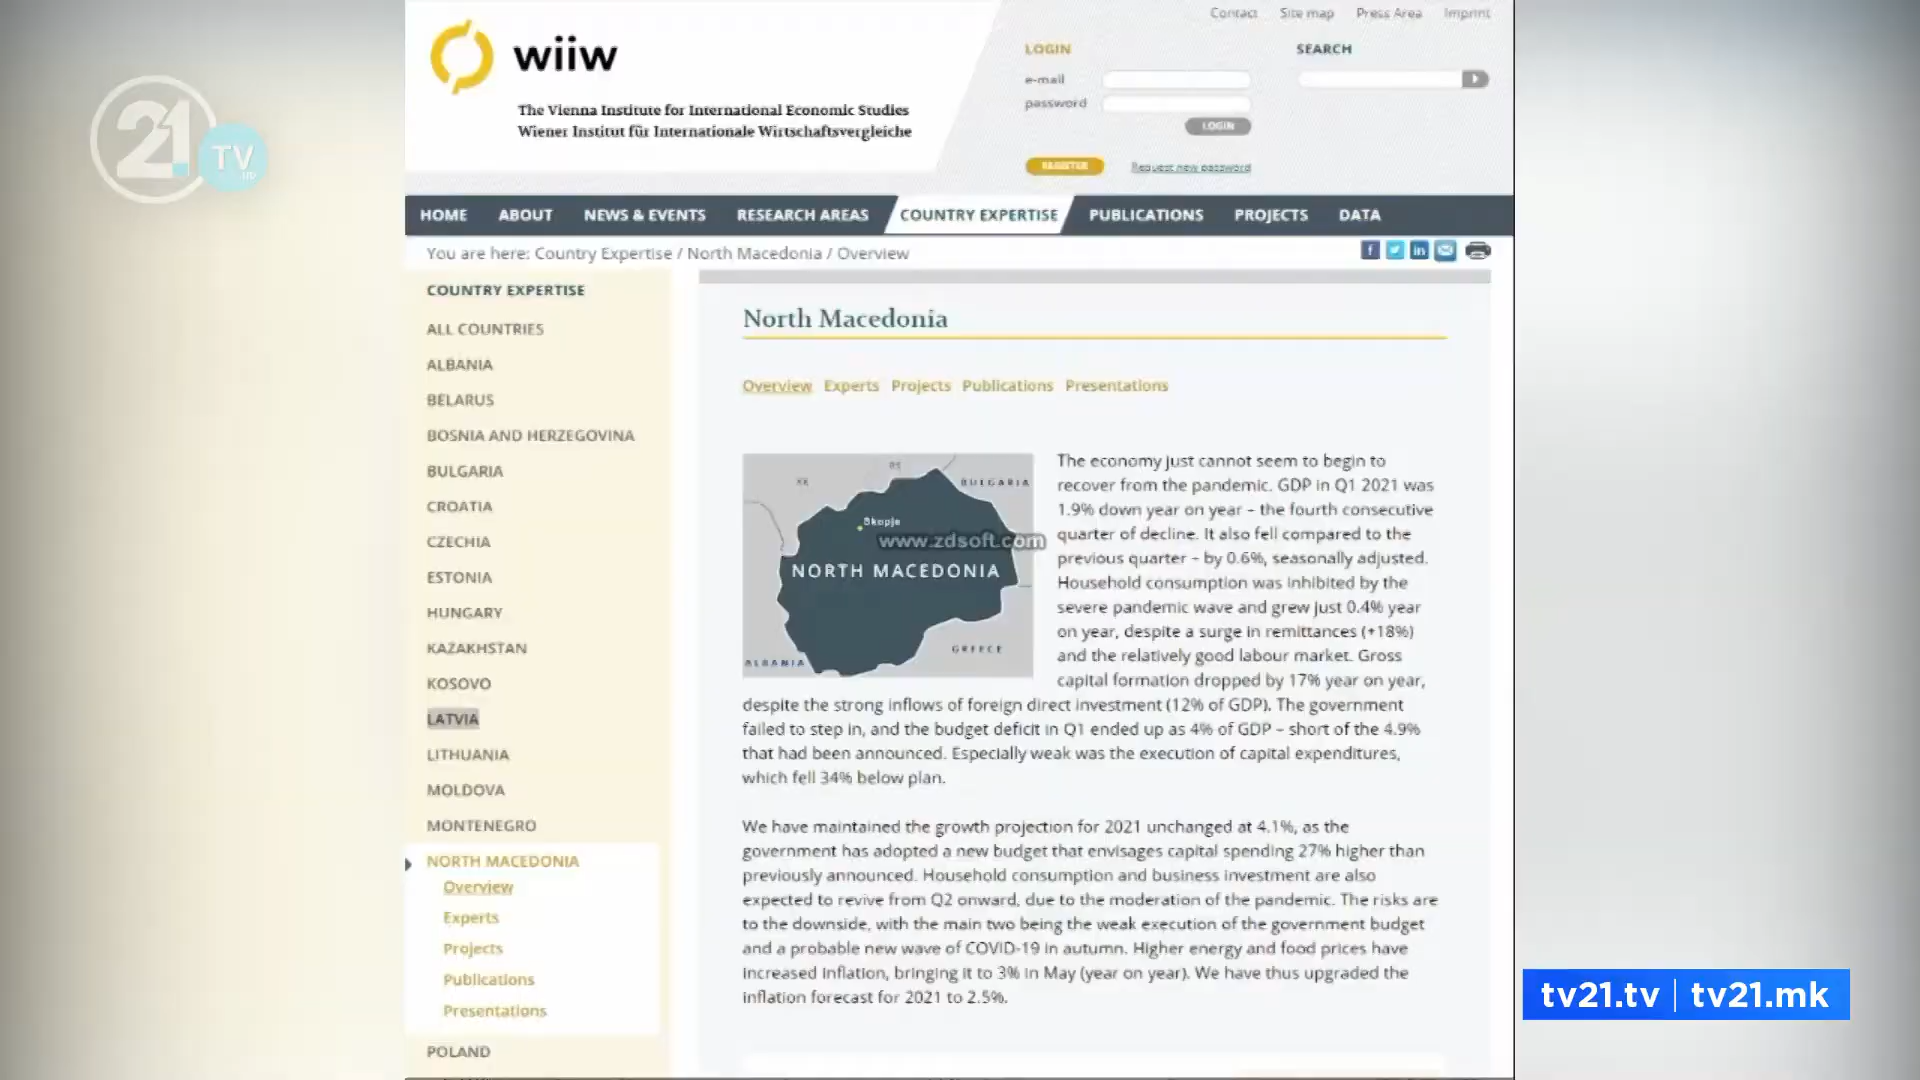 21
TV
HD
wiiw
The Vienna Institute for International Economic Studies
Wiener Institut für Internationale Wirtschaftsvergleiche
Contact Site map Press Area Imprint
LOGIN
e-mail
password
LOGIN
REGISTER Request new password
SEARCH
HOME ABOUT NEWS & EVENTS RESEARCH AREAS COUNTRY EXPERTISE PUBLICATIONS PROJECTS DATA
You are here: Country Expertise / North Macedonia / Overview
COUNTRY EXPERTISE
ALL COUNTRIES
ALBANIA
BELARUS
BOSNIA AND HERZEGOVINA
BULGARIA
CROATIA
CZECHIA
ESTONIA
HUNGARY
KAZAKHSTAN
KOSOVO
LATVIA
LITHUANIA
MOLDOVA
MONTENEGRO
NORTH MACEDONIA
Overview
Experts
Projects
Publications
Presentations
POLAND
North Macedonia
Overview Experts Projects Publications Presentations
RS
XK
BULGARIA
Skopje
www.zdsoft.com
NORTH MACEDONIA
GREECE
ALBANIA
The economy just cannot seem to begin to
recover from the pandemic. GDP in Q1 2021 was
1.9% down year on year – the fourth consecutive
quarter of decline. It also fell compared to the
previous quarter – by 0.6%, seasonally adjusted.
Household consumption was inhibited by the
severe pandemic wave and grew just 0.4% year
on year, despite a surge in remittances (+18%)
and the relatively good labour market. Gross
capital formation dropped by 17% year on year,
despite the strong inflows of foreign direct investment (12% of GDP). The government
failed to step in, and the budget deficit in Q1 ended up as 4% of GDP – short of the 4.9%
that had been announced. Especially weak was the execution of capital expenditures,
which fell 34% below plan.
We have maintained the growth projection for 2021 unchanged at 4.1%, as the
government has adopted a new budget that envisages capital spending 27% higher than
previously announced. Household consumption and business investment are also
expected to revive from Q2 onward, due to the moderation of the pandemic. The risks are
to the downside, with the main two being the weak execution of the government budget
and a probable new wave of COVID-19 in autumn. Higher energy and food prices have
increased inflation, bringing it to 3% in May (year on year). We have thus upgraded the
inflation forecast for 2021 to 2.5%.
tv21.tv | tv21.mk